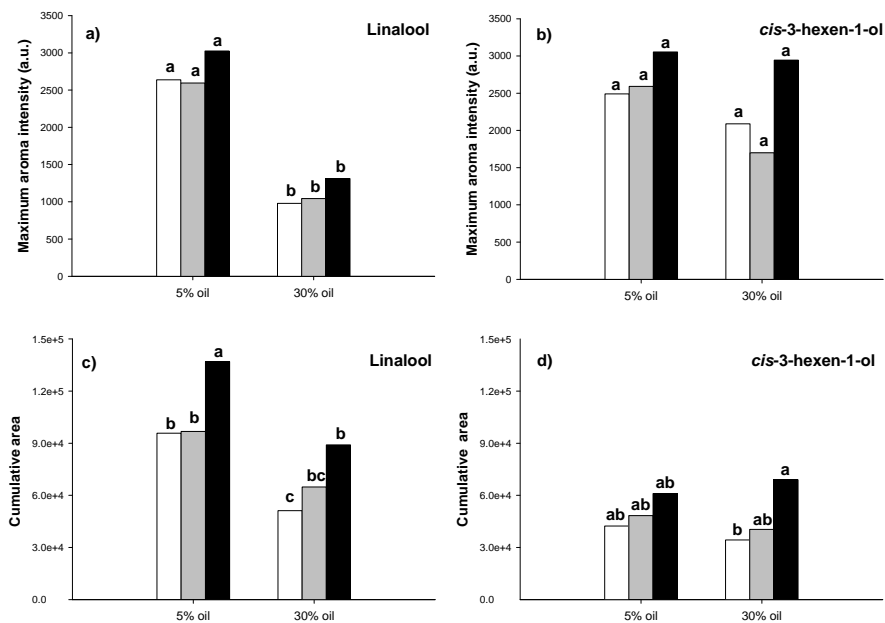 a)
Linalool
Maximum aroma intensity (a.u.)
3500
3000
2500
2000
1500
1000
500
0
a a a
b b b
5% oil 30% oil
b)
cis-3-hexen-1-ol
Maximum aroma intensity (a.u.)
3500
3000
2500
2000
1500
1000
500
0
a a a
a a a
5% oil 30% oil
c)
Linalool
Cumulative area
1.5e+5
1.2e+5
9.0e+4
6.0e+4
3.0e+4
0.0
b b a
c bc b
5% oil 30% oil
d)
cis-3-hexen-1-ol
Cumulative area
1.5e+5
1.2e+5
9.0e+4
6.0e+4
3.0e+4
0.0
ab ab ab
b ab a
5% oil 30% oil